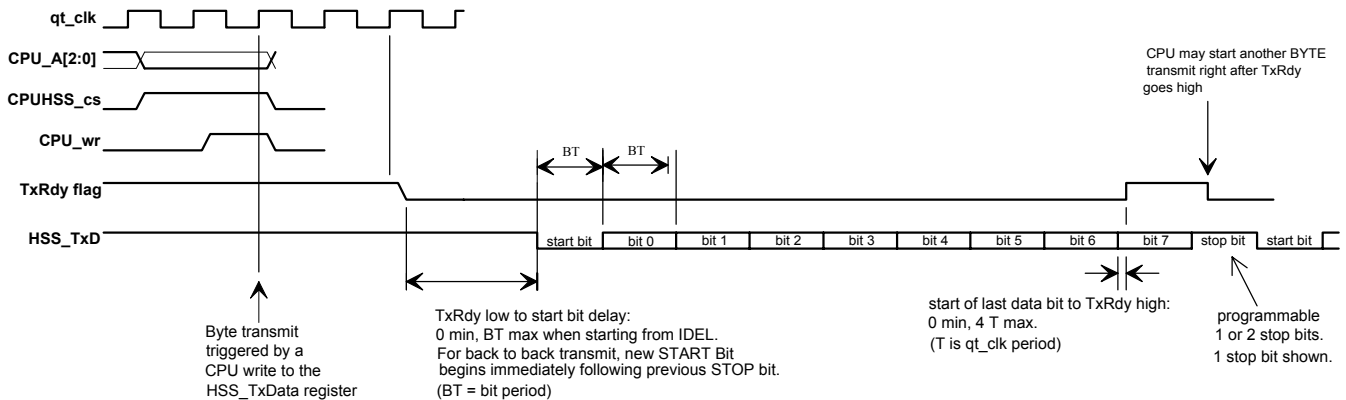 qt_clk
CPU_A[2:0]
CPUHSS_cs
CPU_wr
TxRdy flag
HSS_TxD
CPU may start another BYTE
transmit right after TxRdy
goes high
BT
BT
start bit
bit 0
bit 1
bit 2
bit 3
bit 4
bit 5
bit 6
bit 7
stop bit
start bit
Byte transmit
triggered by a
CPU write to the
HSS_TxData register
TxRdy low to start bit delay:
0 min, BT max when starting from IDEL.
For back to back transmit, new START Bit
begins immediately following previous STOP bit.
(BT = bit period)
start of last data bit to TxRdy high:
0 min, 4 T max.
(T is qt_clk period)
programmable
1 or 2 stop bits.
1 stop bit shown.